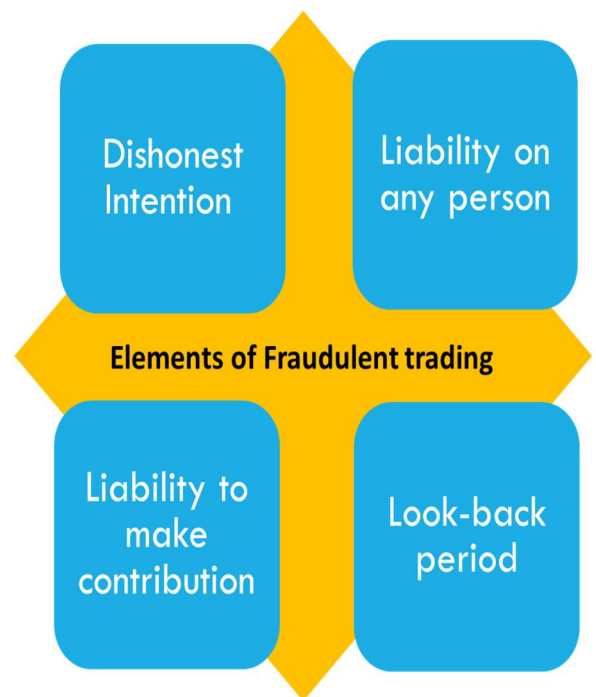 Dishonest
Intention
Liability on
any person
Elements of Fraudulent trading
Liability to
make
contribution
Look-back
period